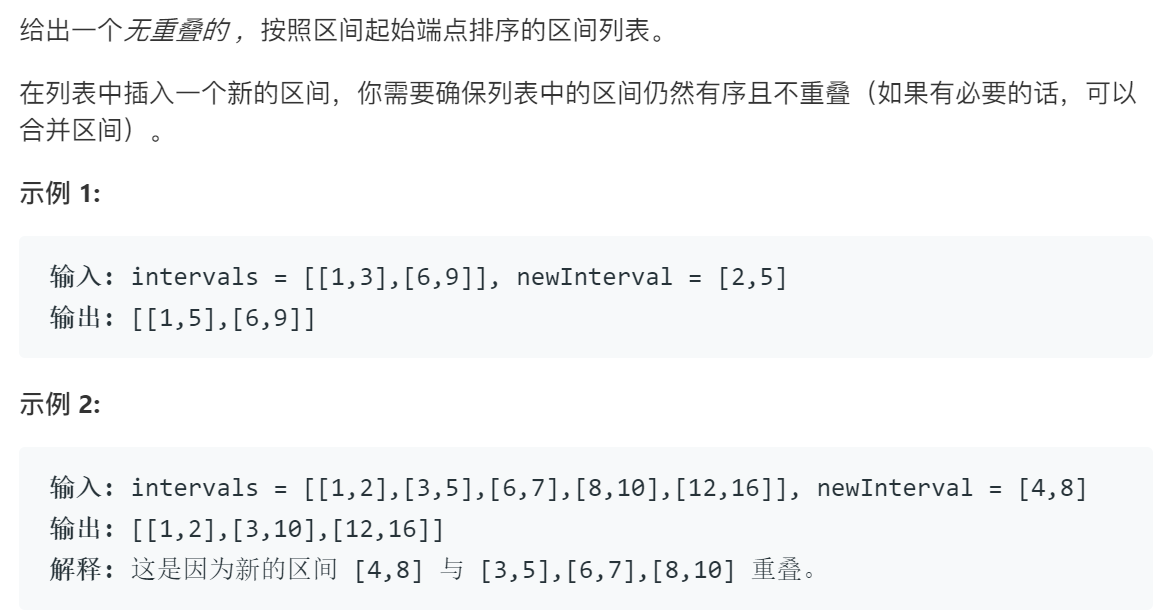 给出一个无重叠的，按照区间起始端点排序的区间列表。
在列表中插入一个新的区间，你需要确保列表中的区间仍然有序且不重叠（如果有必要的话，可以
合并区间）。
示例 1:
输入: intervals = [[1,3],[6,9]], newInterval = [2,5]
输出: [[1,5],[6,9]]
示例 2:
输入: intervals = [[1,2],[3,5],[6,7],[8,10],[12,16]], newInterval = [4,8]
输出: [[1,2],[3,10],[12,16]]
解释: 这是因为新的区间 [4,8] 与 [3,5],[6,7],[8,10] 重叠。